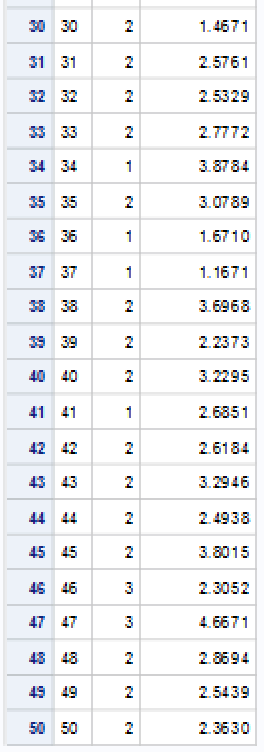 30 30 2 1.4671
31 31 2 2.5761
32 32 2 2.5329
33 33 2 2.7772
34 34 1 3.8784
35 35 2 3.0789
36 36 1 1.6710
37 37 1 1.1671
38 38 2 3.6968
39 39 2 2.2373
40 40 2 3.2295
41 41 1 2.6851
42 42 2 2.6184
43 43 2 3.2946
44 44 2 2.4938
45 45 2 3.8015
46 46 3 2.3052
47 47 3 4.6671
48 48 2 2.8694
49 49 2 2.5439
50 50 2 2.3630